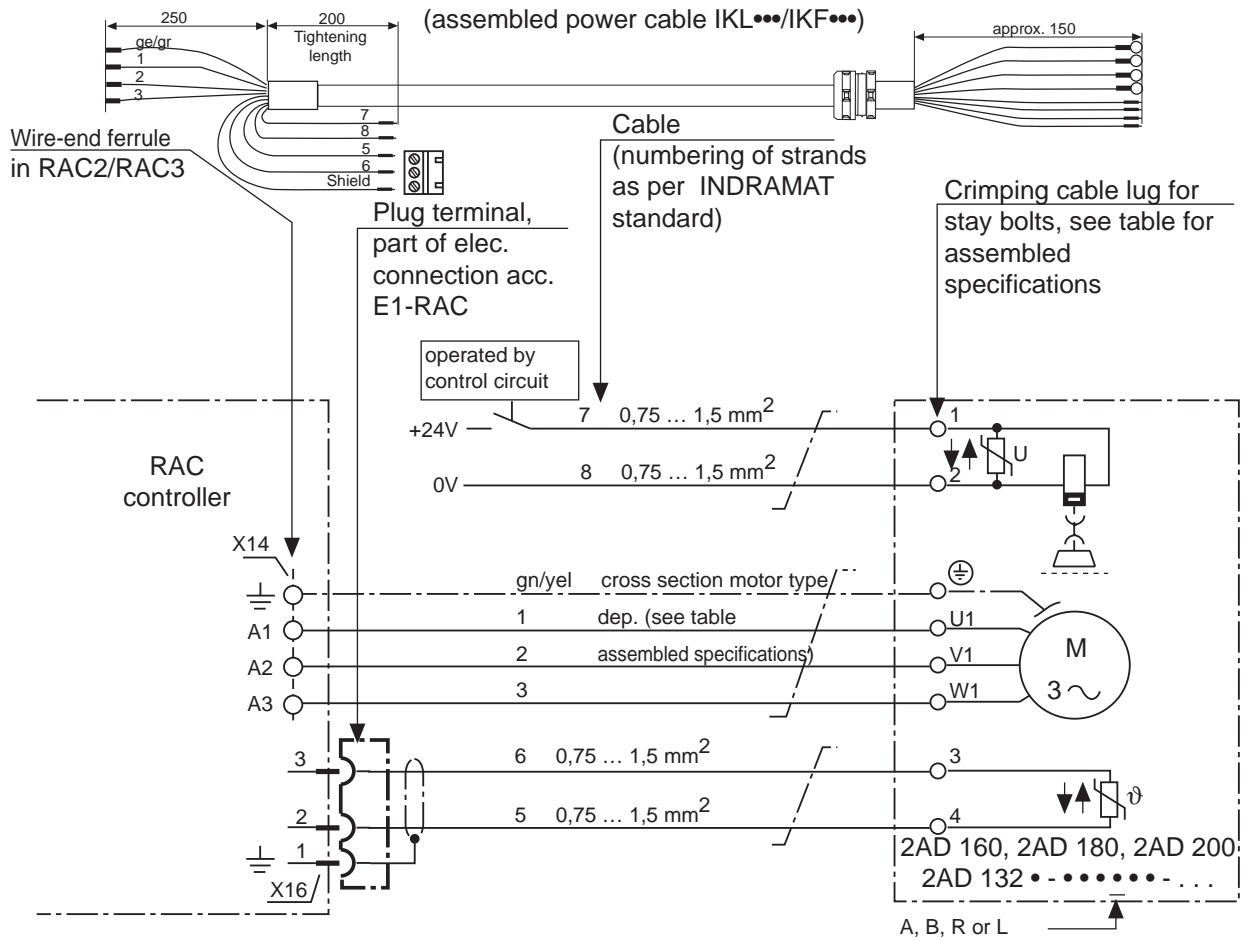 (assembled power cable IKL•••/IKF•••)
250
200
Tightening
length
approx. 150
ge/gr
1
2
3
7
8
5
6
Shield
Wire-end ferrule
in RAC2/RAC3
Plug terminal,
part of elec.
connection acc.
E1-RAC
Cable
(numbering of strands
as per INDRAMAT
standard)
Crimping cable lug for
stay bolts, see table for
assembled
specifications
operated by
control circuit
+24V
7 0,75 ... 1,5 mm²
1
U
0V
8 0,75 ... 1,5 mm²
2
RAC
controller
X14
gn/yel cross section motor type
A1
1 dep. (see table
U1
A2
2 assembled specifications)
V1
A3
3
W1
M
3 ∼
3
6 0,75 ... 1,5 mm²
3
2
5 0,75 ... 1,5 mm²
4
ϑ
1
X16
2AD 160, 2AD 180, 2AD 200
2AD 132 • - • • • • • • - . . .
A, B, R or L